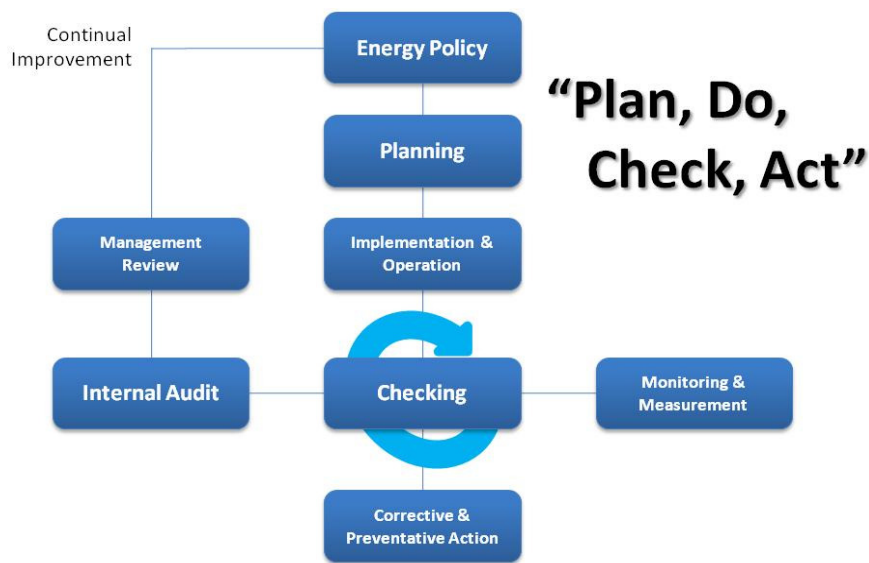 Continual
Improvement
Energy Policy
“Plan, Do,
Check, Act”
Planning
Management
Review
Implementation &
Operation
Internal Audit
Checking
Monitoring &
Measurement
Corrective &
Preventative Action